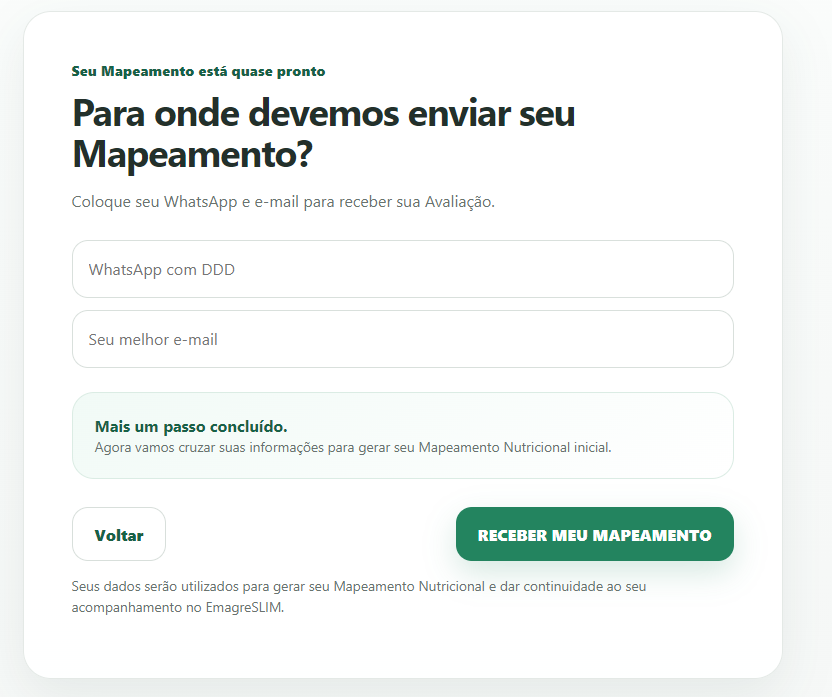 Seu Mapeamento está quase pronto
Para onde devemos enviar seu
Mapeamento?
Coloque seu WhatsApp e e-mail para receber sua Avaliação.
WhatsApp com DDD
Seu melhor e-mail
Mais um passo concluído.
Agora vamos cruzar suas informações para gerar seu Mapeamento Nutricional inicial.
Voltar
RECEBER MEU MAPEAMENTO
Seus dados serão utilizados para gerar seu Mapeamento Nutricional e dar continuidade ao seu
acompanhamento no EmagreSLIM.